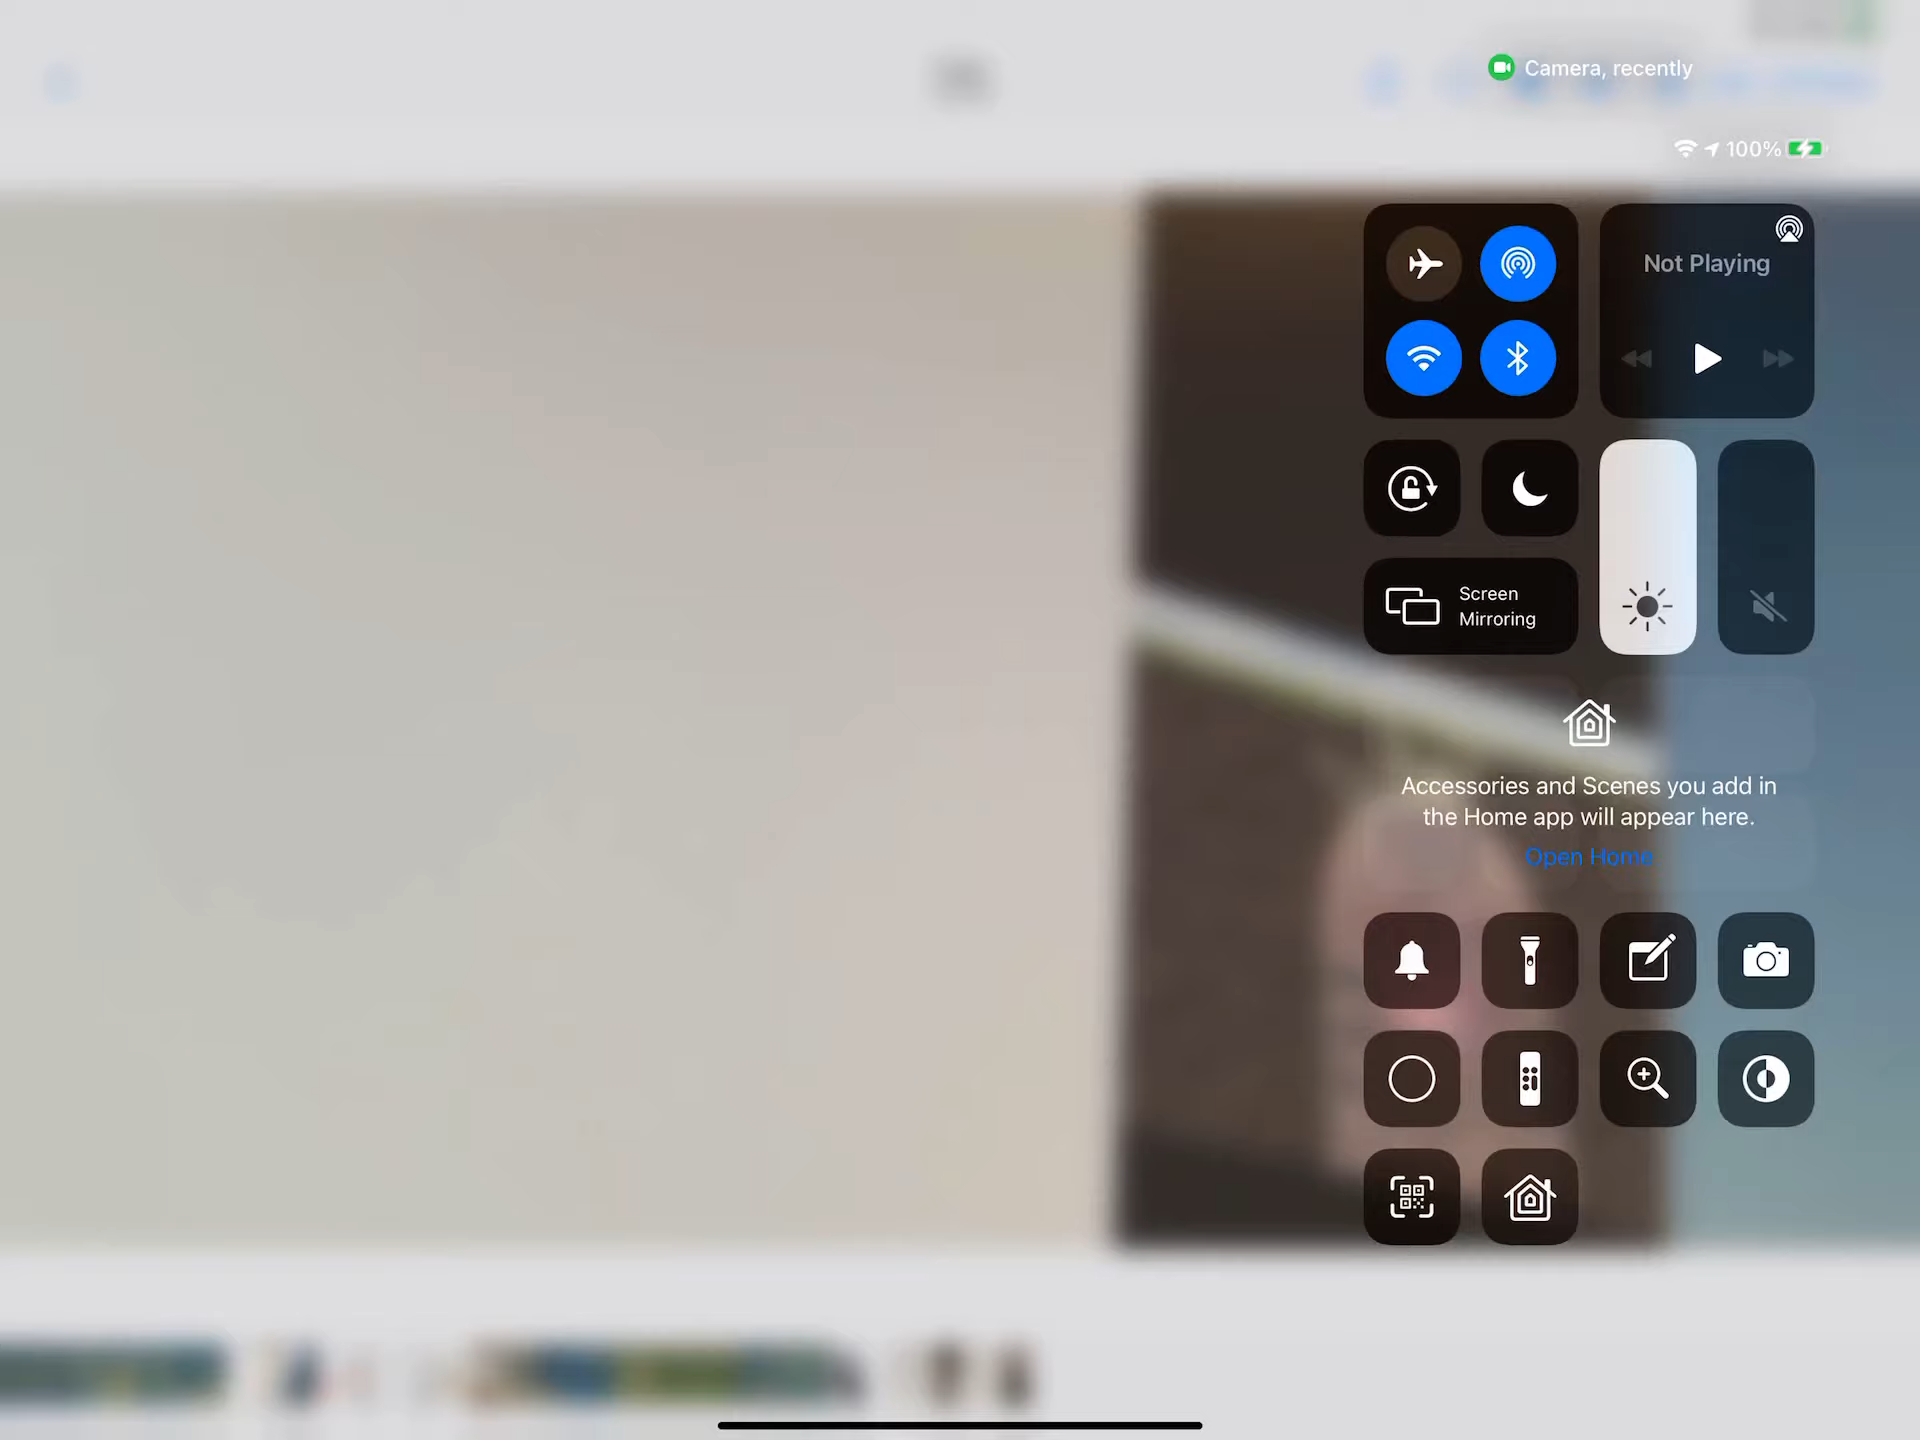 Camera, recently
100%
Not Playing
Screen
Mirroring
Accessories and Scenes you add in
the Home app will appear here.
Open Home